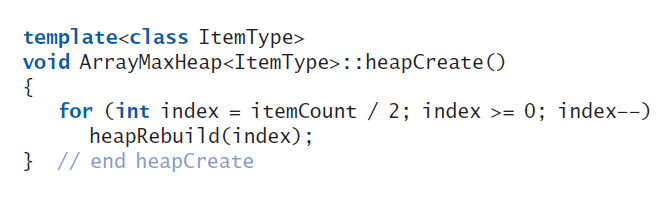 template<class ItemType>
void ArrayMaxHeap<ItemType>::heapCreate()
{
   for (int index = itemCount / 2; index >= 0; index--)
      heapRebuild(index);
}  // end heapCreate